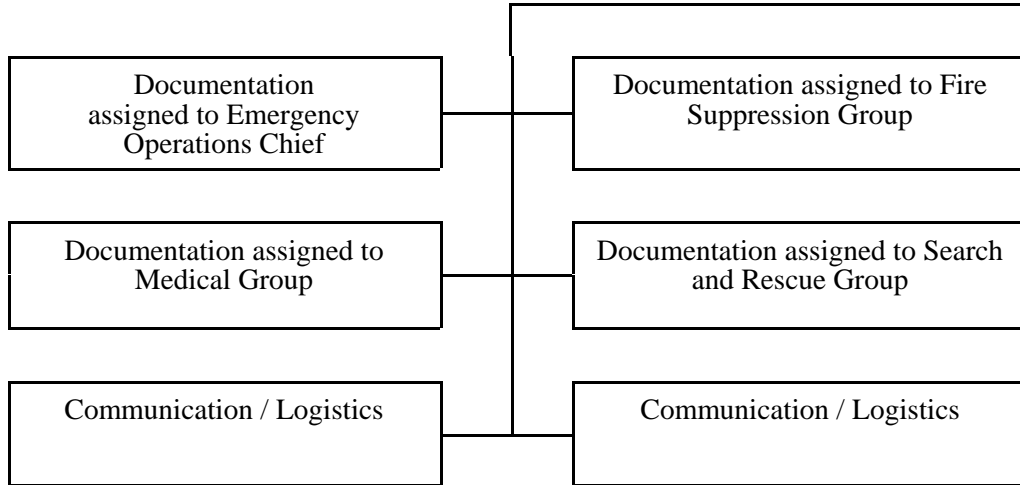 Documentation
assigned to Emergency
Operations Chief
Documentation assigned to Fire
Suppression Group
Documentation assigned to
Medical Group
Documentation assigned to Search
and Rescue Group
Communication / Logistics
Communication / Logistics